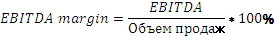 EBITDA margin = EBITDA / Объем продаж * 100%